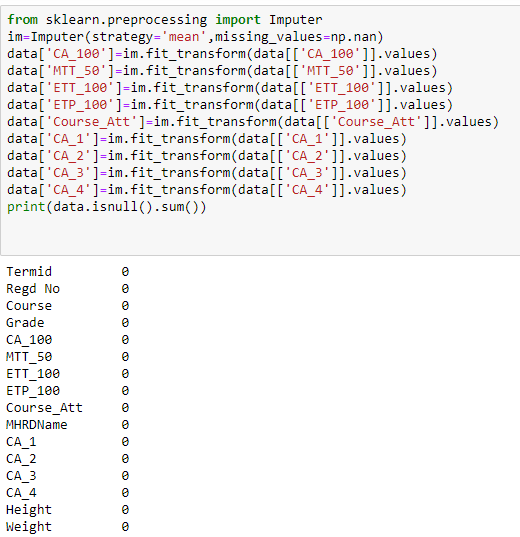 from sklearn.preprocessing import Imputer
im=Imputer(strategy='mean',missing_values=np.nan)
data['CA_100']=im.fit_transform(data[['CA_100']].values)
data['MTT_50']=im.fit_transform(data[['MTT_50']].values)
data['ETT_100']=im.fit_transform(data[['ETT_100']].values)
data['ETP_100']=im.fit_transform(data[['ETP_100']].values)
data['Course_Att']=im.fit_transform(data[['Course_Att']].values)
data['CA_1']=im.fit_transform(data[['CA_1']].values)
data['CA_2']=im.fit_transform(data[['CA_2']].values)
data['CA_3']=im.fit_transform(data[['CA_3']].values)
data['CA_4']=im.fit_transform(data[['CA_4']].values)
print(data.isnull().sum())
Termid 0
Regd No 0
Course 0
Grade 0
CA_100 0
MTT_50 0
ETT_100 0
ETP_100 0
Course_Att 0
MHRDName 0
CA_1 0
CA_2 0
CA_3 0
CA_4 0
Height 0
Weight 0